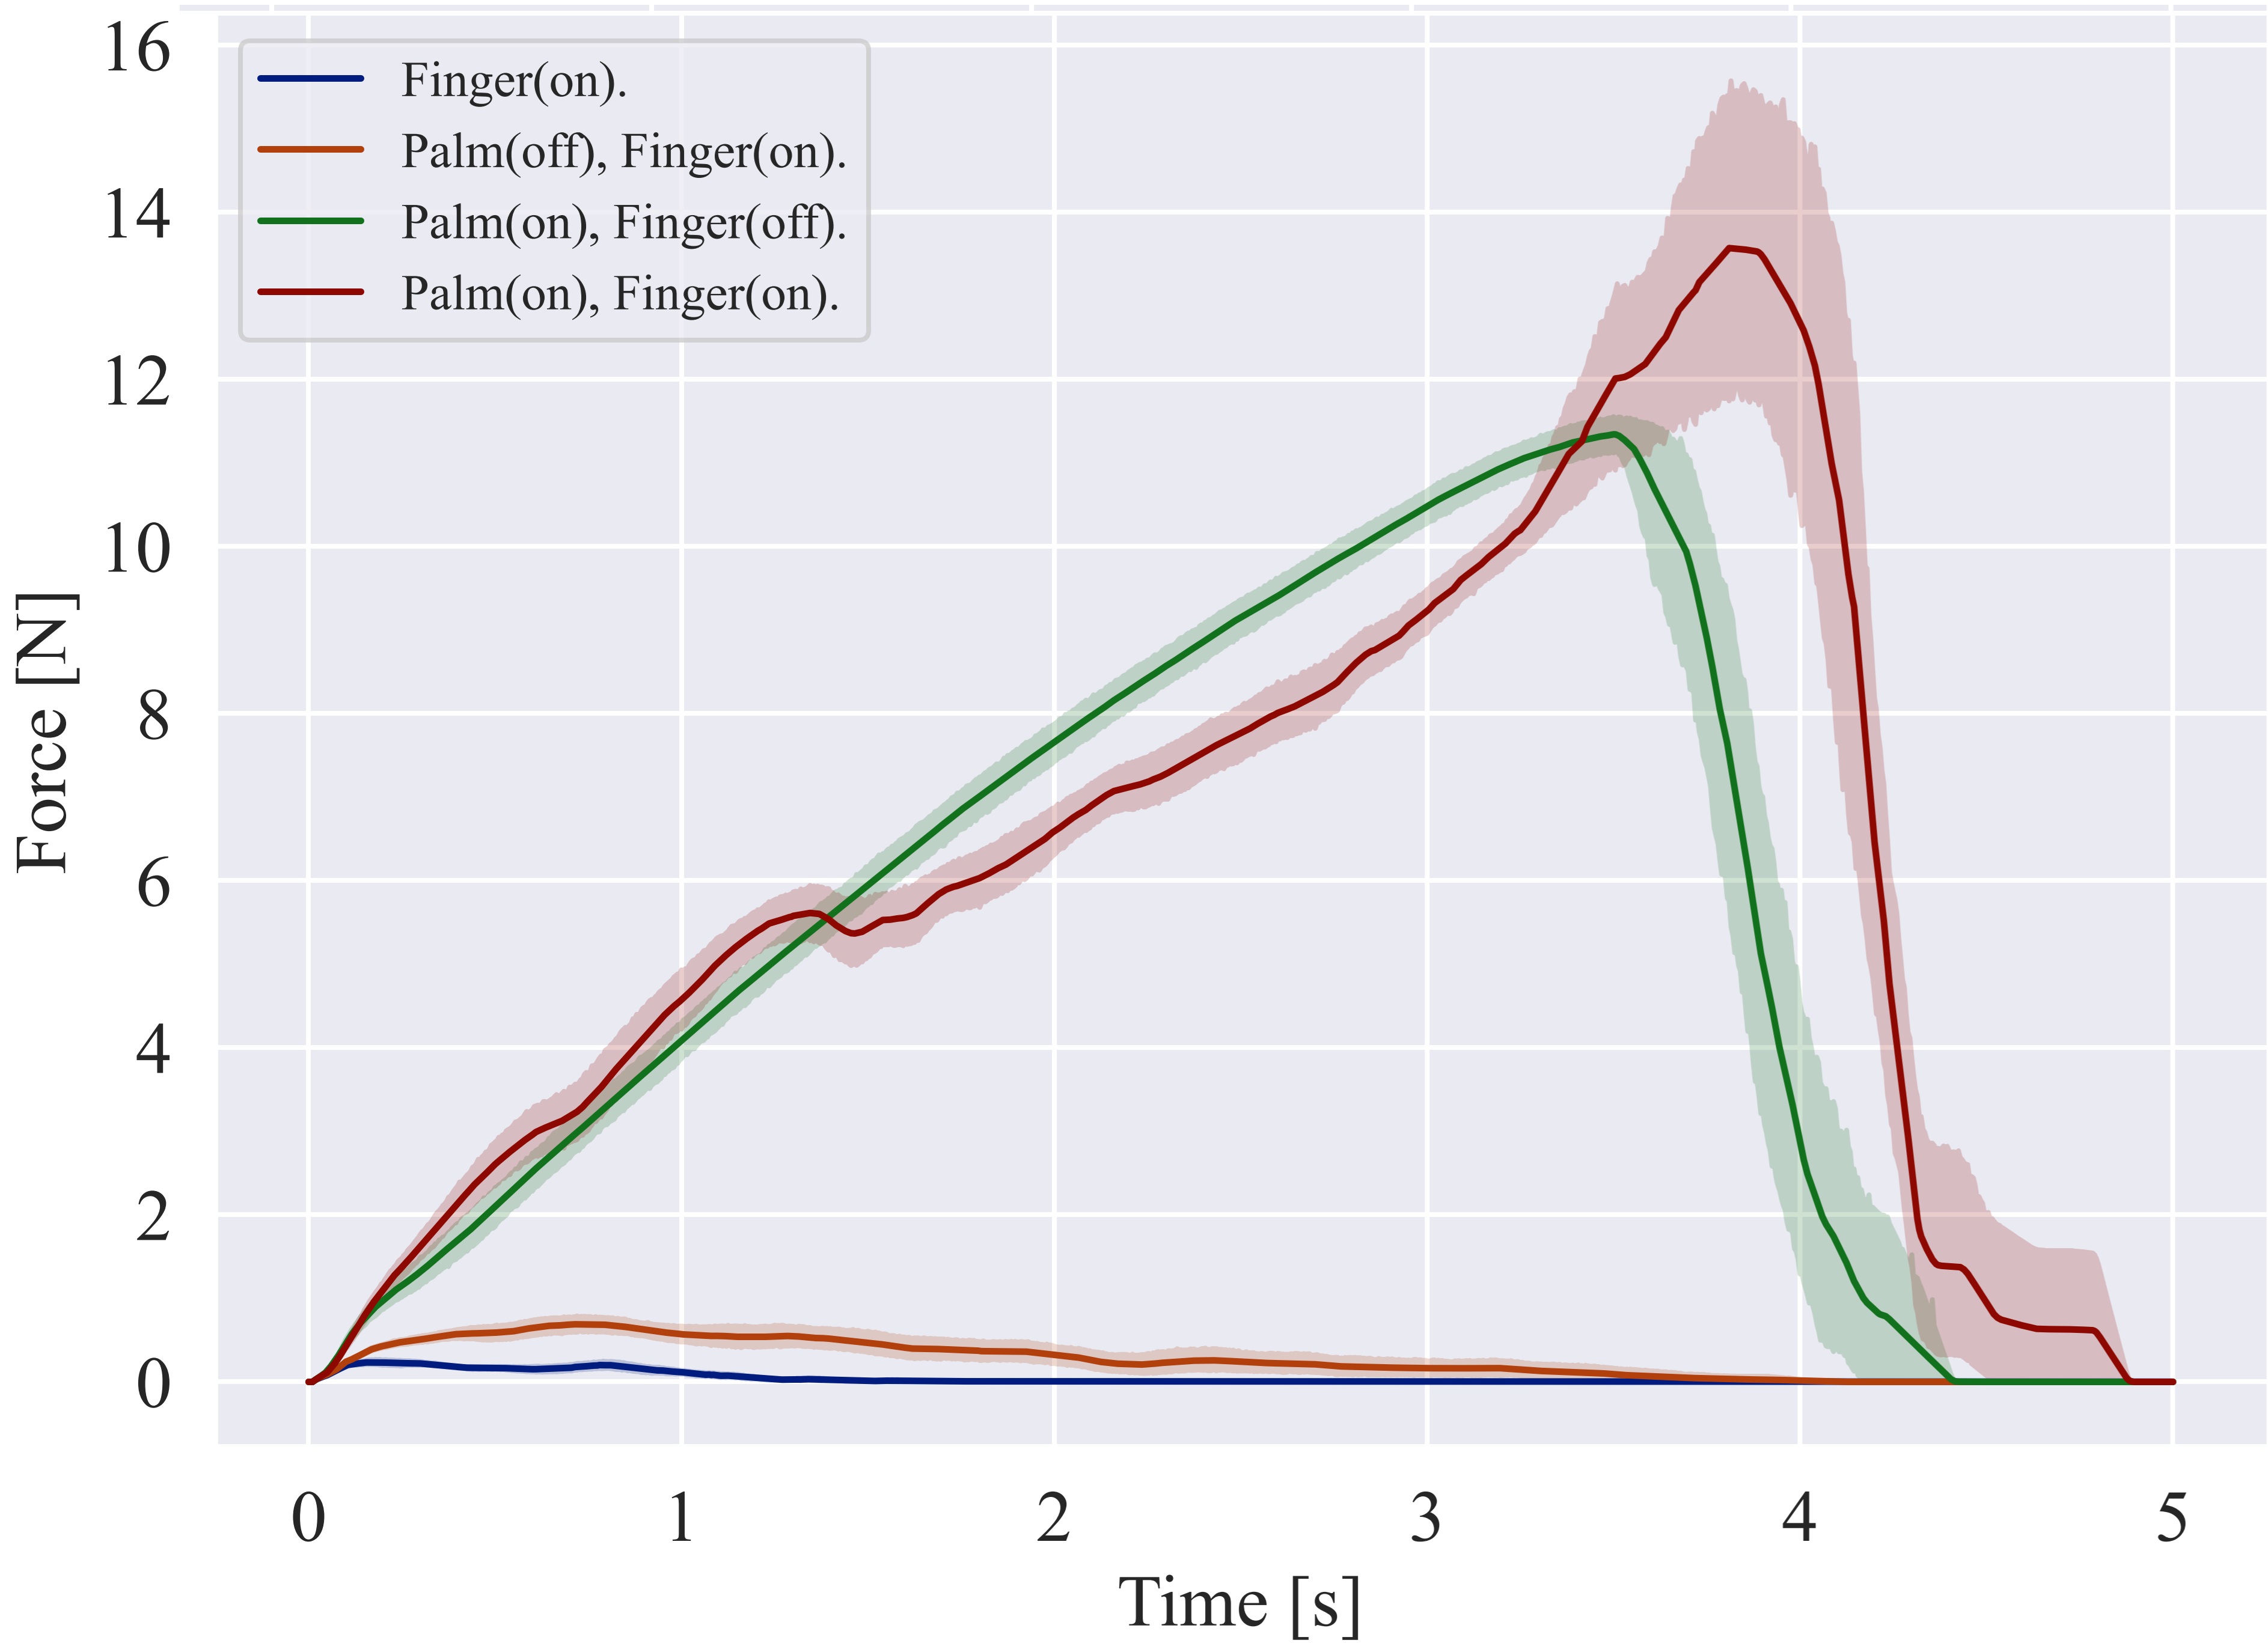 Finger(on).
Palm(off), Finger(on).
Palm(on), Finger(off).
Palm(on), Finger(on).
16
14
12
10
8
6
4
2
0
Force [N]
0 1 2 3 4 5
Time [s]